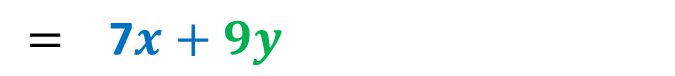 = 7x + 9y